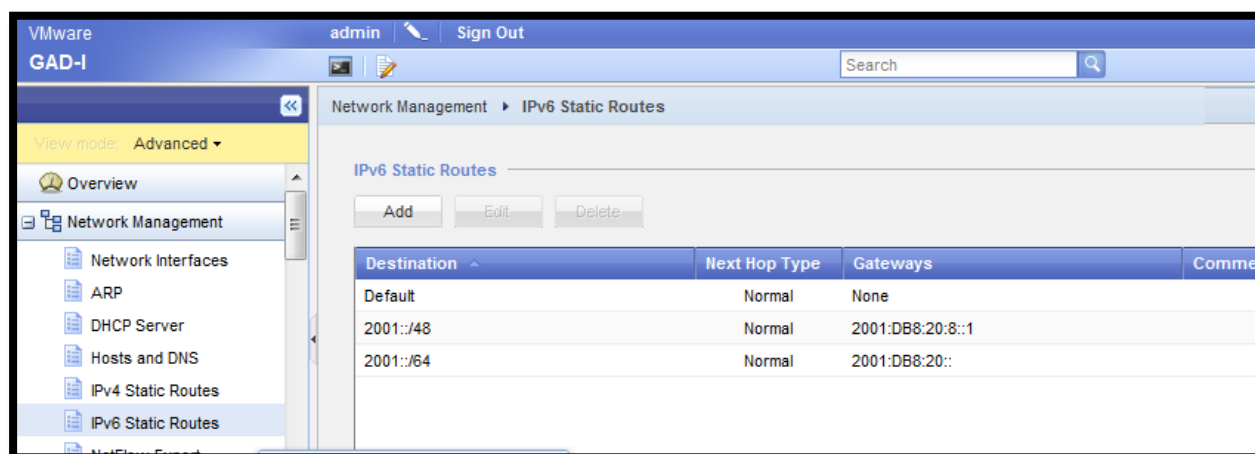 VMware admin Sign Out
GAD-I Search
Network Management IPv6 Static Routes
View mode: Advanced
Overview
Network Management
Network Interfaces
ARP
DHCP Server
Hosts and DNS
IPv4 Static Routes
IPv6 Static Routes
NetFlow Export
IPv6 Static Routes
Add Edit Delete
Destination Next Hop Type Gateways Comme
Default Normal None
2001::/48 Normal 2001:DB8:20:8::1
2001::/64 Normal 2001:DB8:20::